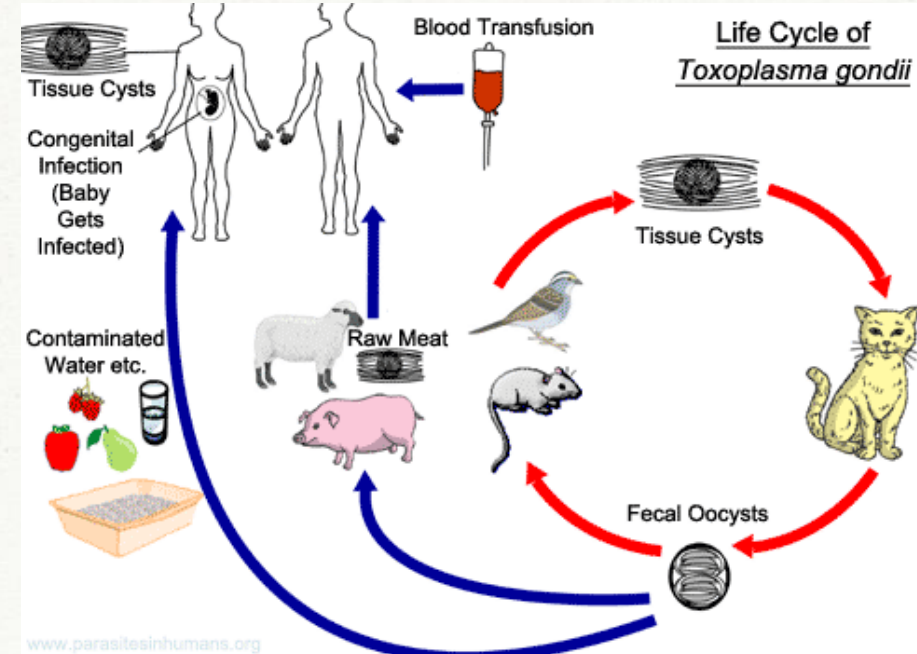 Life Cycle of
Toxoplasma gondii
Blood Transfusion
Tissue Cysts
Congenital
Infection
(Baby
Gets
Infected)
Tissue Cysts
Contaminated
Water etc.
Raw Meat
Fecal Oocysts
www.parasitesinhumans.org